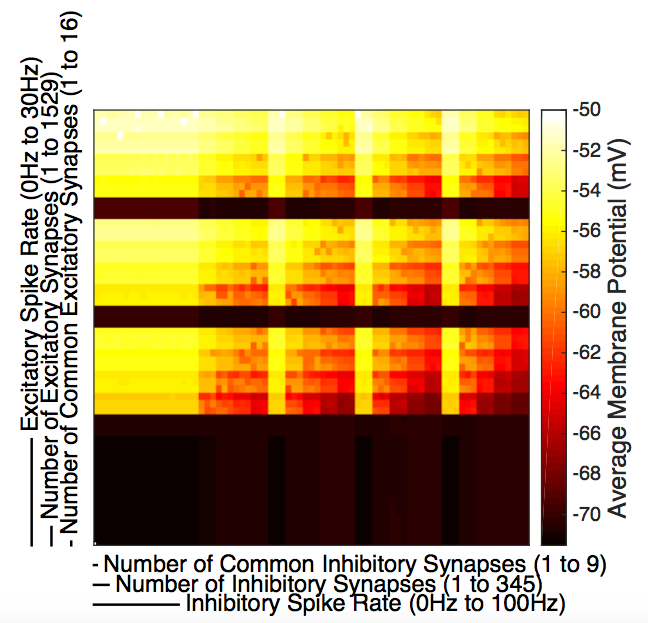 Excitatory Spike Rate (0Hz to 30Hz)
Number of Excitatory Synapses (1 to 1529)
- Number of Common Excitatory Synapses (1 to 16)
-50
-52
-54
-56
-58
-60
-62
-64
-66
-68
-70
Average Membrane Potential (mV)
- Number of Common Inhibitory Synapses (1 to 9)
Number of Inhibitory Synapses (1 to 345)
Inhibitory Spike Rate (0Hz to 100Hz)